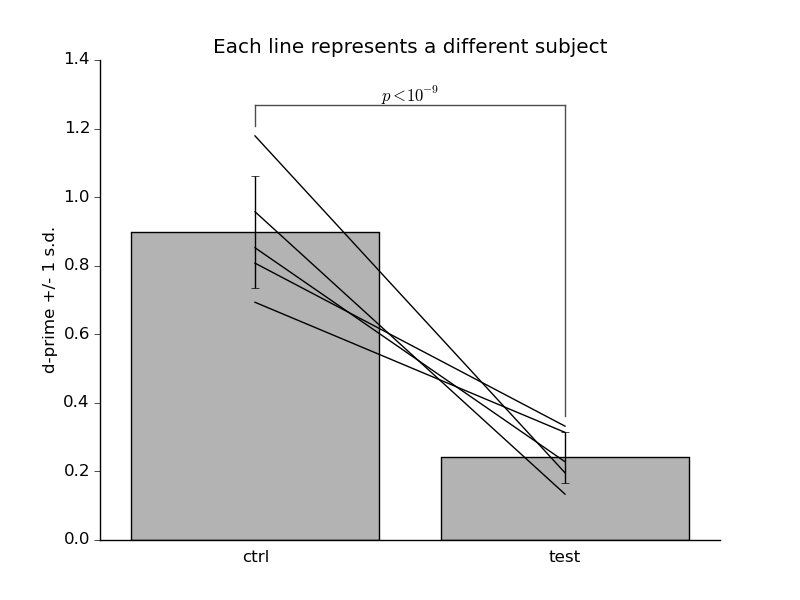 Each line represents a different subject
1.4
1.2
1.0
0.8
0.6
0.4
0.2
0.0
d-prime +/- 1 s.d.
p<10⁻⁹
ctrl
test